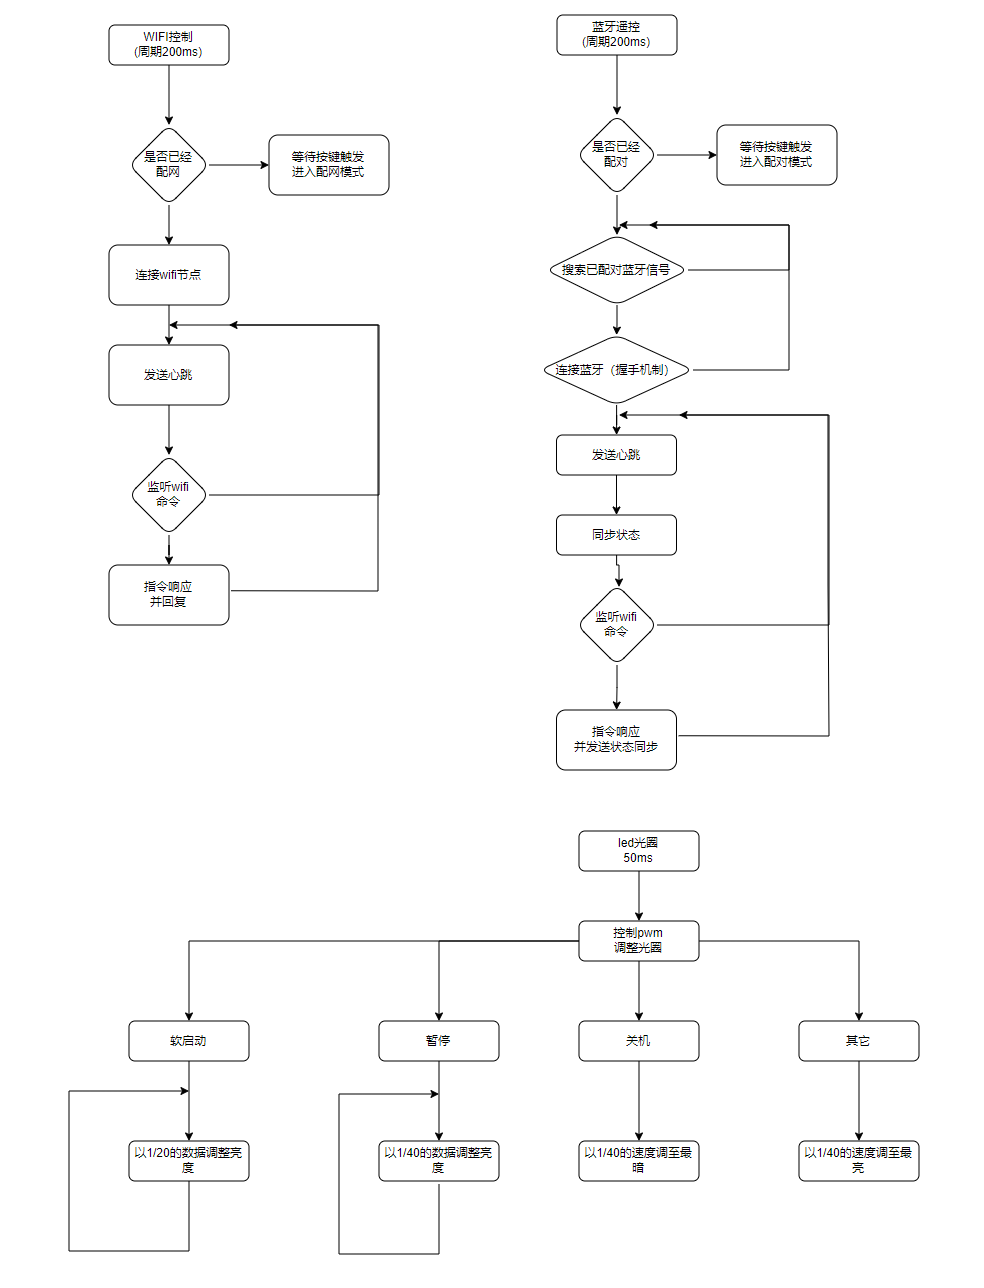 WIFI控制
(周期200ms)
是否已经
配网
等待按键触发
进入配网模式
连接wifi节点
发送心跳
监听wifi
命令
指令响应
并回复
蓝牙遥控
(周期200ms)
是否已经
配对
等待按键触发
进入配对模式
搜索已配对蓝牙信号
连接蓝牙（握手机制）
发送心跳
同步状态
监听wifi
命令
指令响应
并发送状态同步
led光圈
50ms
控制pwm
调整光圈
软启动
暂停
关机
其它
以1/20的数据调整亮
度
以1/40的数据调整亮
度
以1/40的速度调至最
暗
以1/40的速度调至最
亮